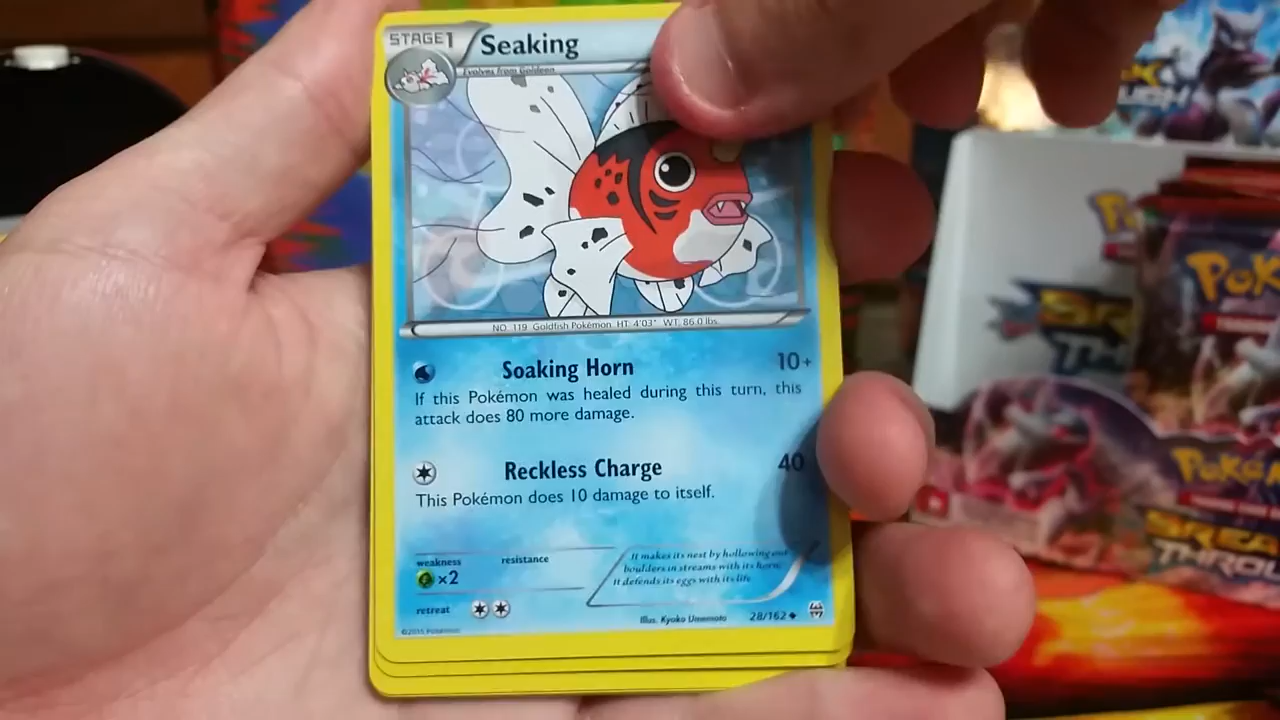 STAGE1 Seaking
Evolves from Goldeen
NO. 119 Goldfish Pokémon HT: 4'03" WT: 86.0 lbs.
Soaking Horn 10+
If this Pokémon was healed during this turn, this
attack does 80 more damage.
Reckless Charge 40
This Pokémon does 10 damage to itself.
weakness resistance
×2
retreat
It makes its nest by hollowing out
boulders in streams with its horn.
It defends its eggs with its life
Illus. Kyoko Umemoto 28/162
©2015 Pokémon